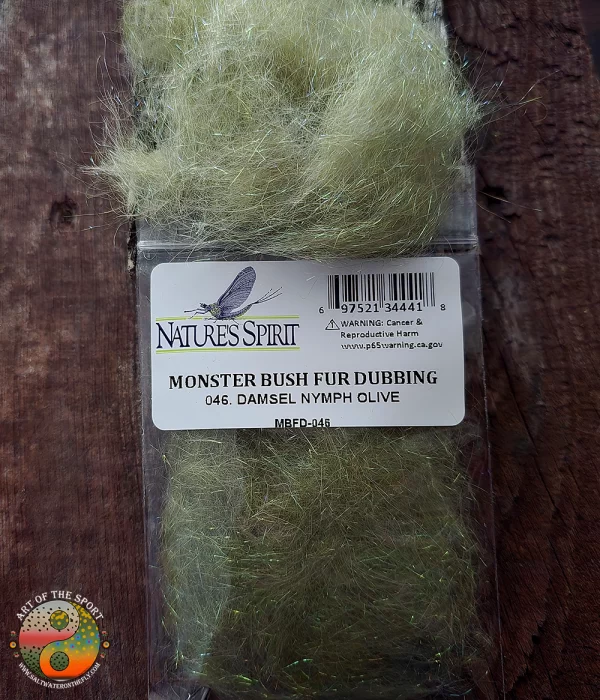 NATURE'S SPIRIT
6 97521 34441 8
⚠ WARNING: Cancer &
Reproductive Harm
www.p65warning.ca.gov
MONSTER BUSH FUR DUBBING
046. DAMSEL NYMPH OLIVE
MBFD-046
ART OF THE SPORT
WWW.SALTWATERONTHEFLY.COM